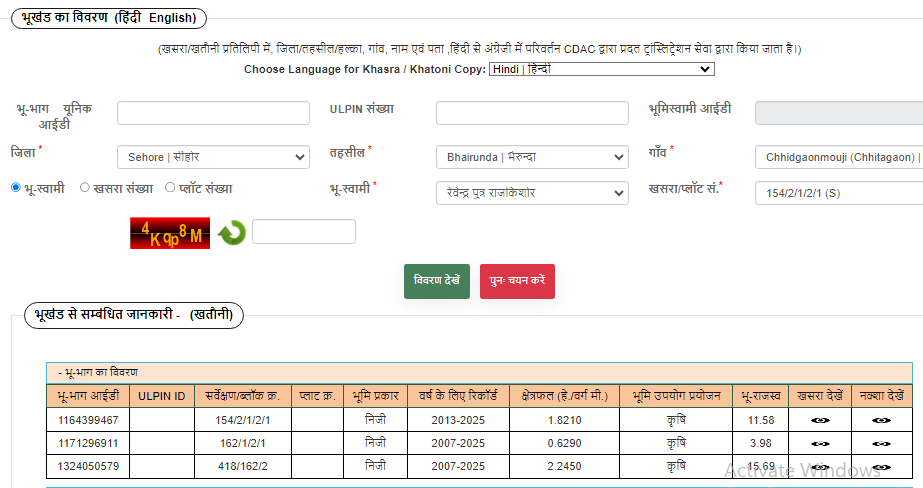 भूखंड का विवरण (हिंदी English)
(खसरा/खतौनी प्रतिलिपी में, जिला/तहसील/हल्का, गांव, नाम एवं पता ,हिंदी से अंग्रेजी में परिवर्तन CDAC द्वारा प्रदत ट्रांस्लिट्रेशन सेवा द्वारा किया जाता है।)
Choose Language for Khasra / Khatoni Copy: Hindi | हिन्दी
भू-भाग यूनिक आईडी ULPIN संख्या भूमिस्वामी आईडी
जिला * Sehore | सीहोर तहसील * Bhairunda | भैरुन्दा गाँव * Chhidgaonmouji (Chhitagaon) |
भू-स्वामी खसरा संख्या प्लॉट संख्या भू-स्वामी * रेवेन्द्र पुत्र राजकिशोर खसरा/प्लॉट सं.* 154/2/1/2/1 (S)
4Kqp8M
विवरण देखें पुनः चयन करें
भूखंड से सम्बंधित जानकारी - (खतौनी)
- भू-भाग का विवरण
भू-भाग आईडी ULPIN ID सर्वेक्षण/ब्लॉक क्र. प्लाट क्र. भूमि प्रकार वर्ष के लिए रिकॉर्ड क्षेत्रफल (हे./वर्ग मी.) भूमि उपयोग प्रयोजन भू-राजस्व खसरा देखें नक्शा देखें
1164399467 154/2/1/2/1 निजी 2013-2025 1.8210 कृषि 11.58
1171296911 162/1/2/1 निजी 2007-2025 0.6290 कृषि 3.98
1324050579 418/162/2 निजी 2007-2025 2.2450 कृषि 15.69
Activate Windows